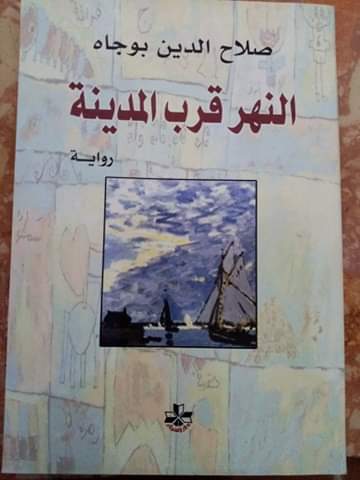 صلاح الدين بوجاه
النهر قرب المدينة
رواية